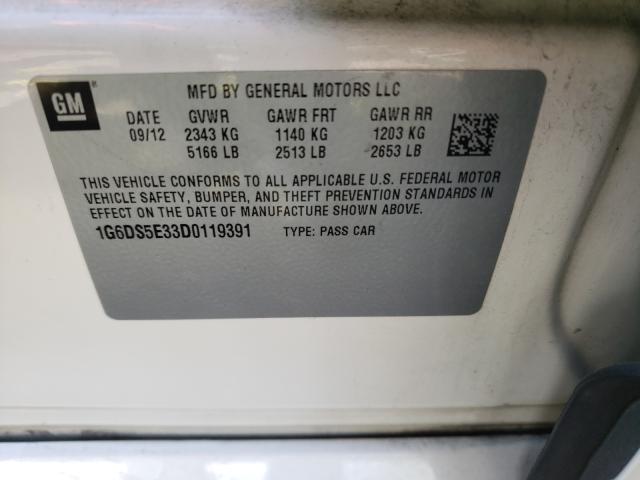 GM
MFD BY GENERAL MOTORS LLC
DATE GVWR GAWR FRT GAWR RR
09/12 2343 KG 1140 KG 1203 KG
5166 LB 2513 LB 2653 LB
THIS VEHICLE CONFORMS TO ALL APPLICABLE U.S. FEDERAL MOTOR
VEHICLE SAFETY, BUMPER, AND THEFT PREVENTION STANDARDS IN
EFFECT ON THE DATE OF MANUFACTURE SHOWN ABOVE.
1G6DS5E33D0119391 TYPE: PASS CAR